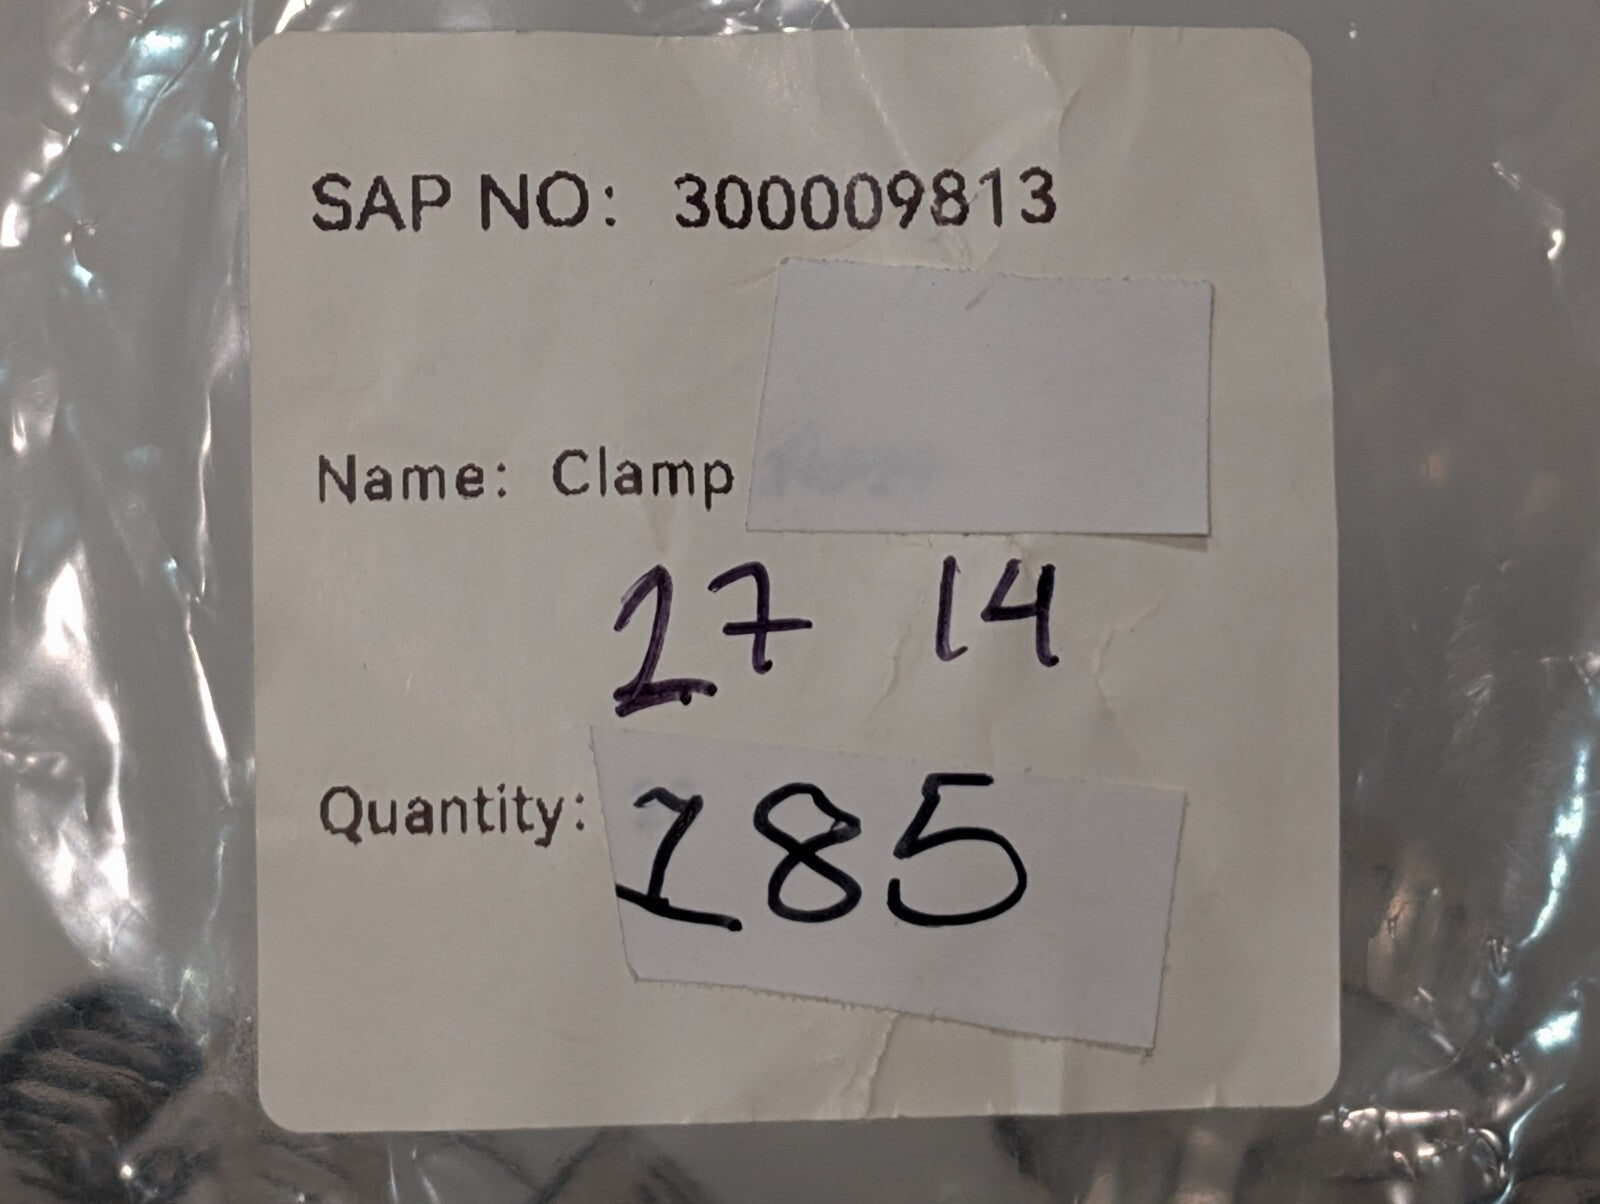 SAP NO: 300009813
Name: Clamp
27 14
Quantity: 185